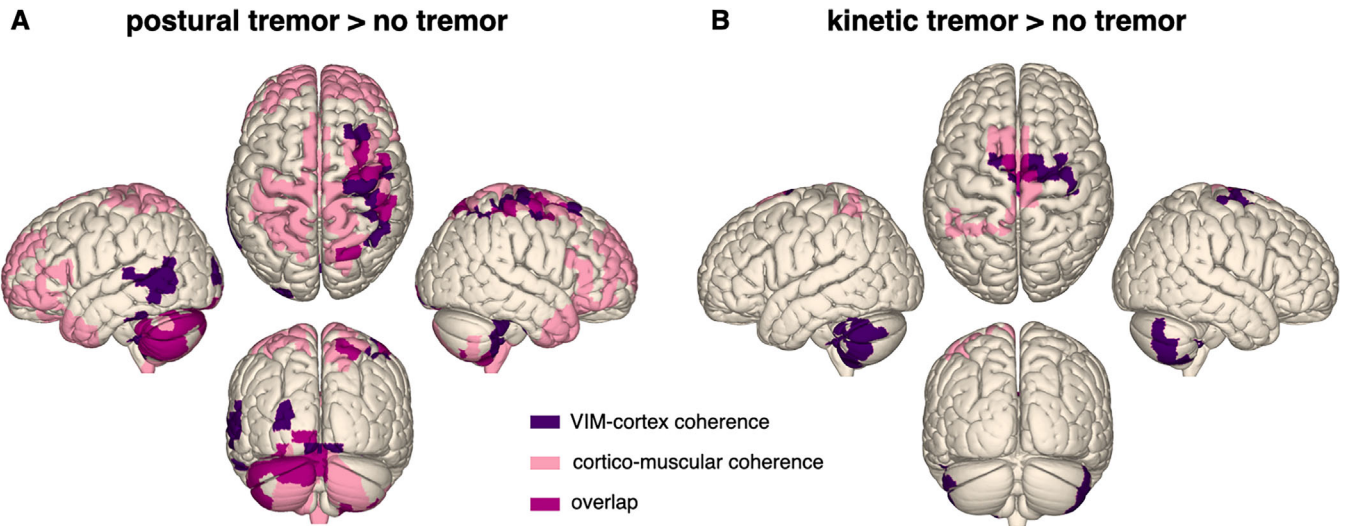 A
postural tremor > no tremor
B
kinetic tremor > no tremor
VIM-cortex coherence
cortico-muscular coherence
overlap